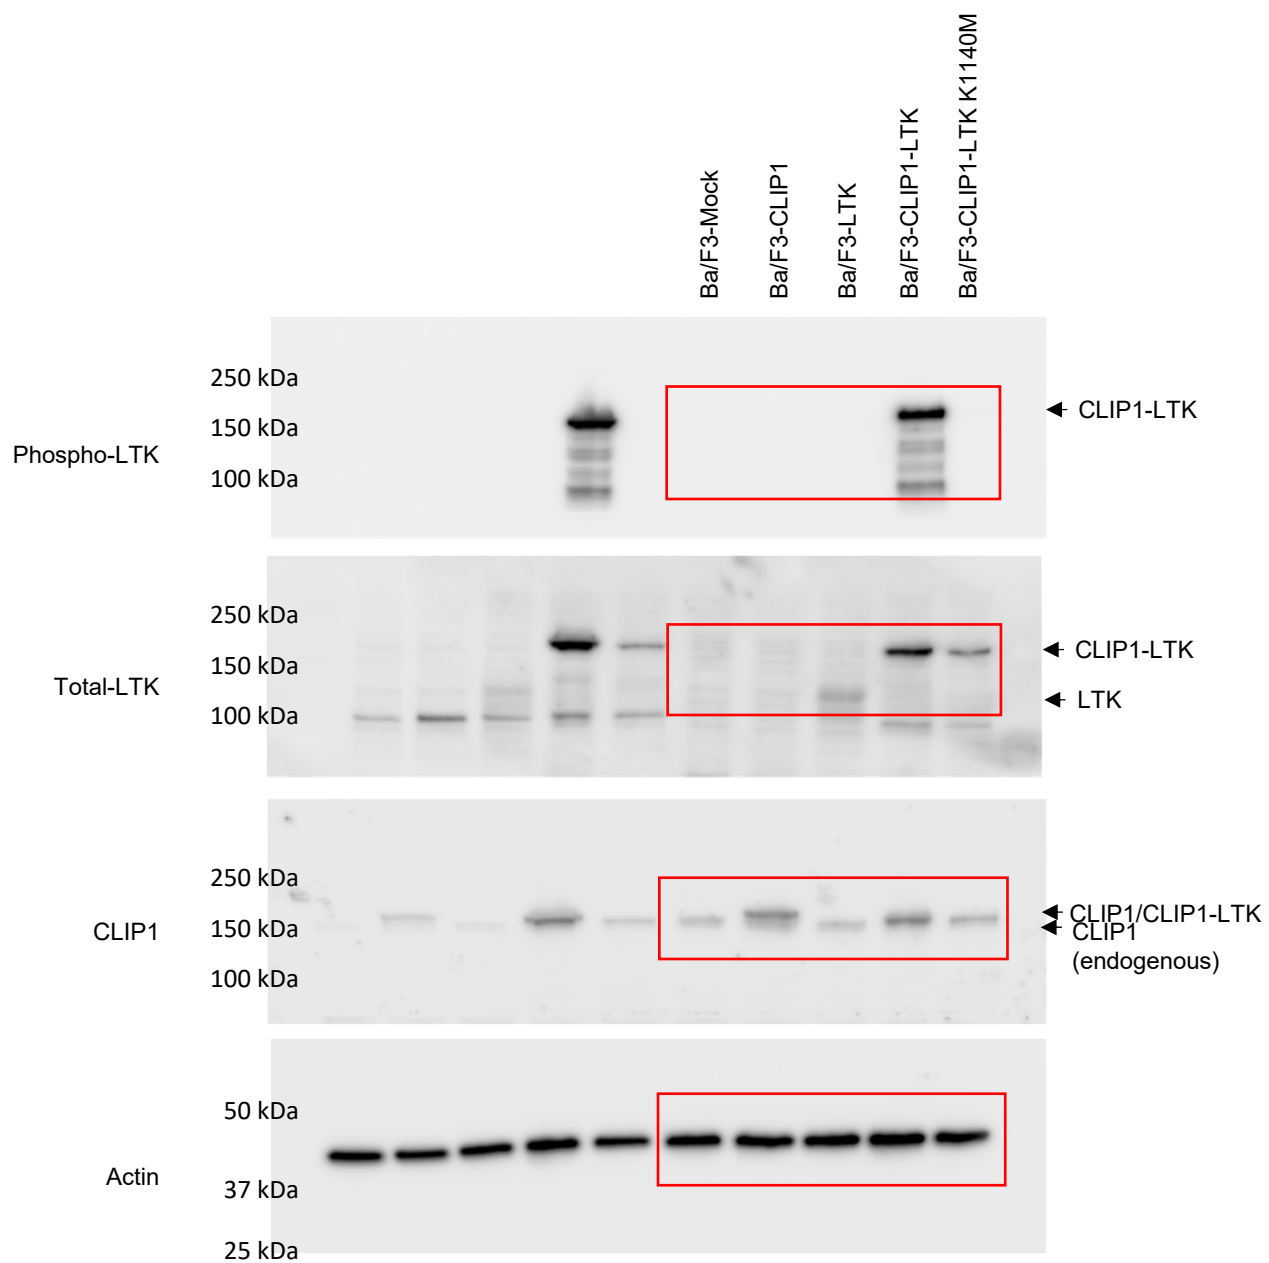 Ba/F3-Mock
Ba/F3-CLIP1
Ba/F3-LTK
Ba/F3-CLIP1-LTK
Ba/F3-CLIP1-LTK K1140M
Phospho-LTK
250 kDa
150 kDa
100 kDa
CLIP1-LTK
Total-LTK
250 kDa
150 kDa
100 kDa
CLIP1-LTK
LTK
CLIP1
250 kDa
150 kDa
100 kDa
CLIP1/CLIP1-LTK
CLIP1
(endogenous)
Actin
50 kDa
37 kDa
25 kDa